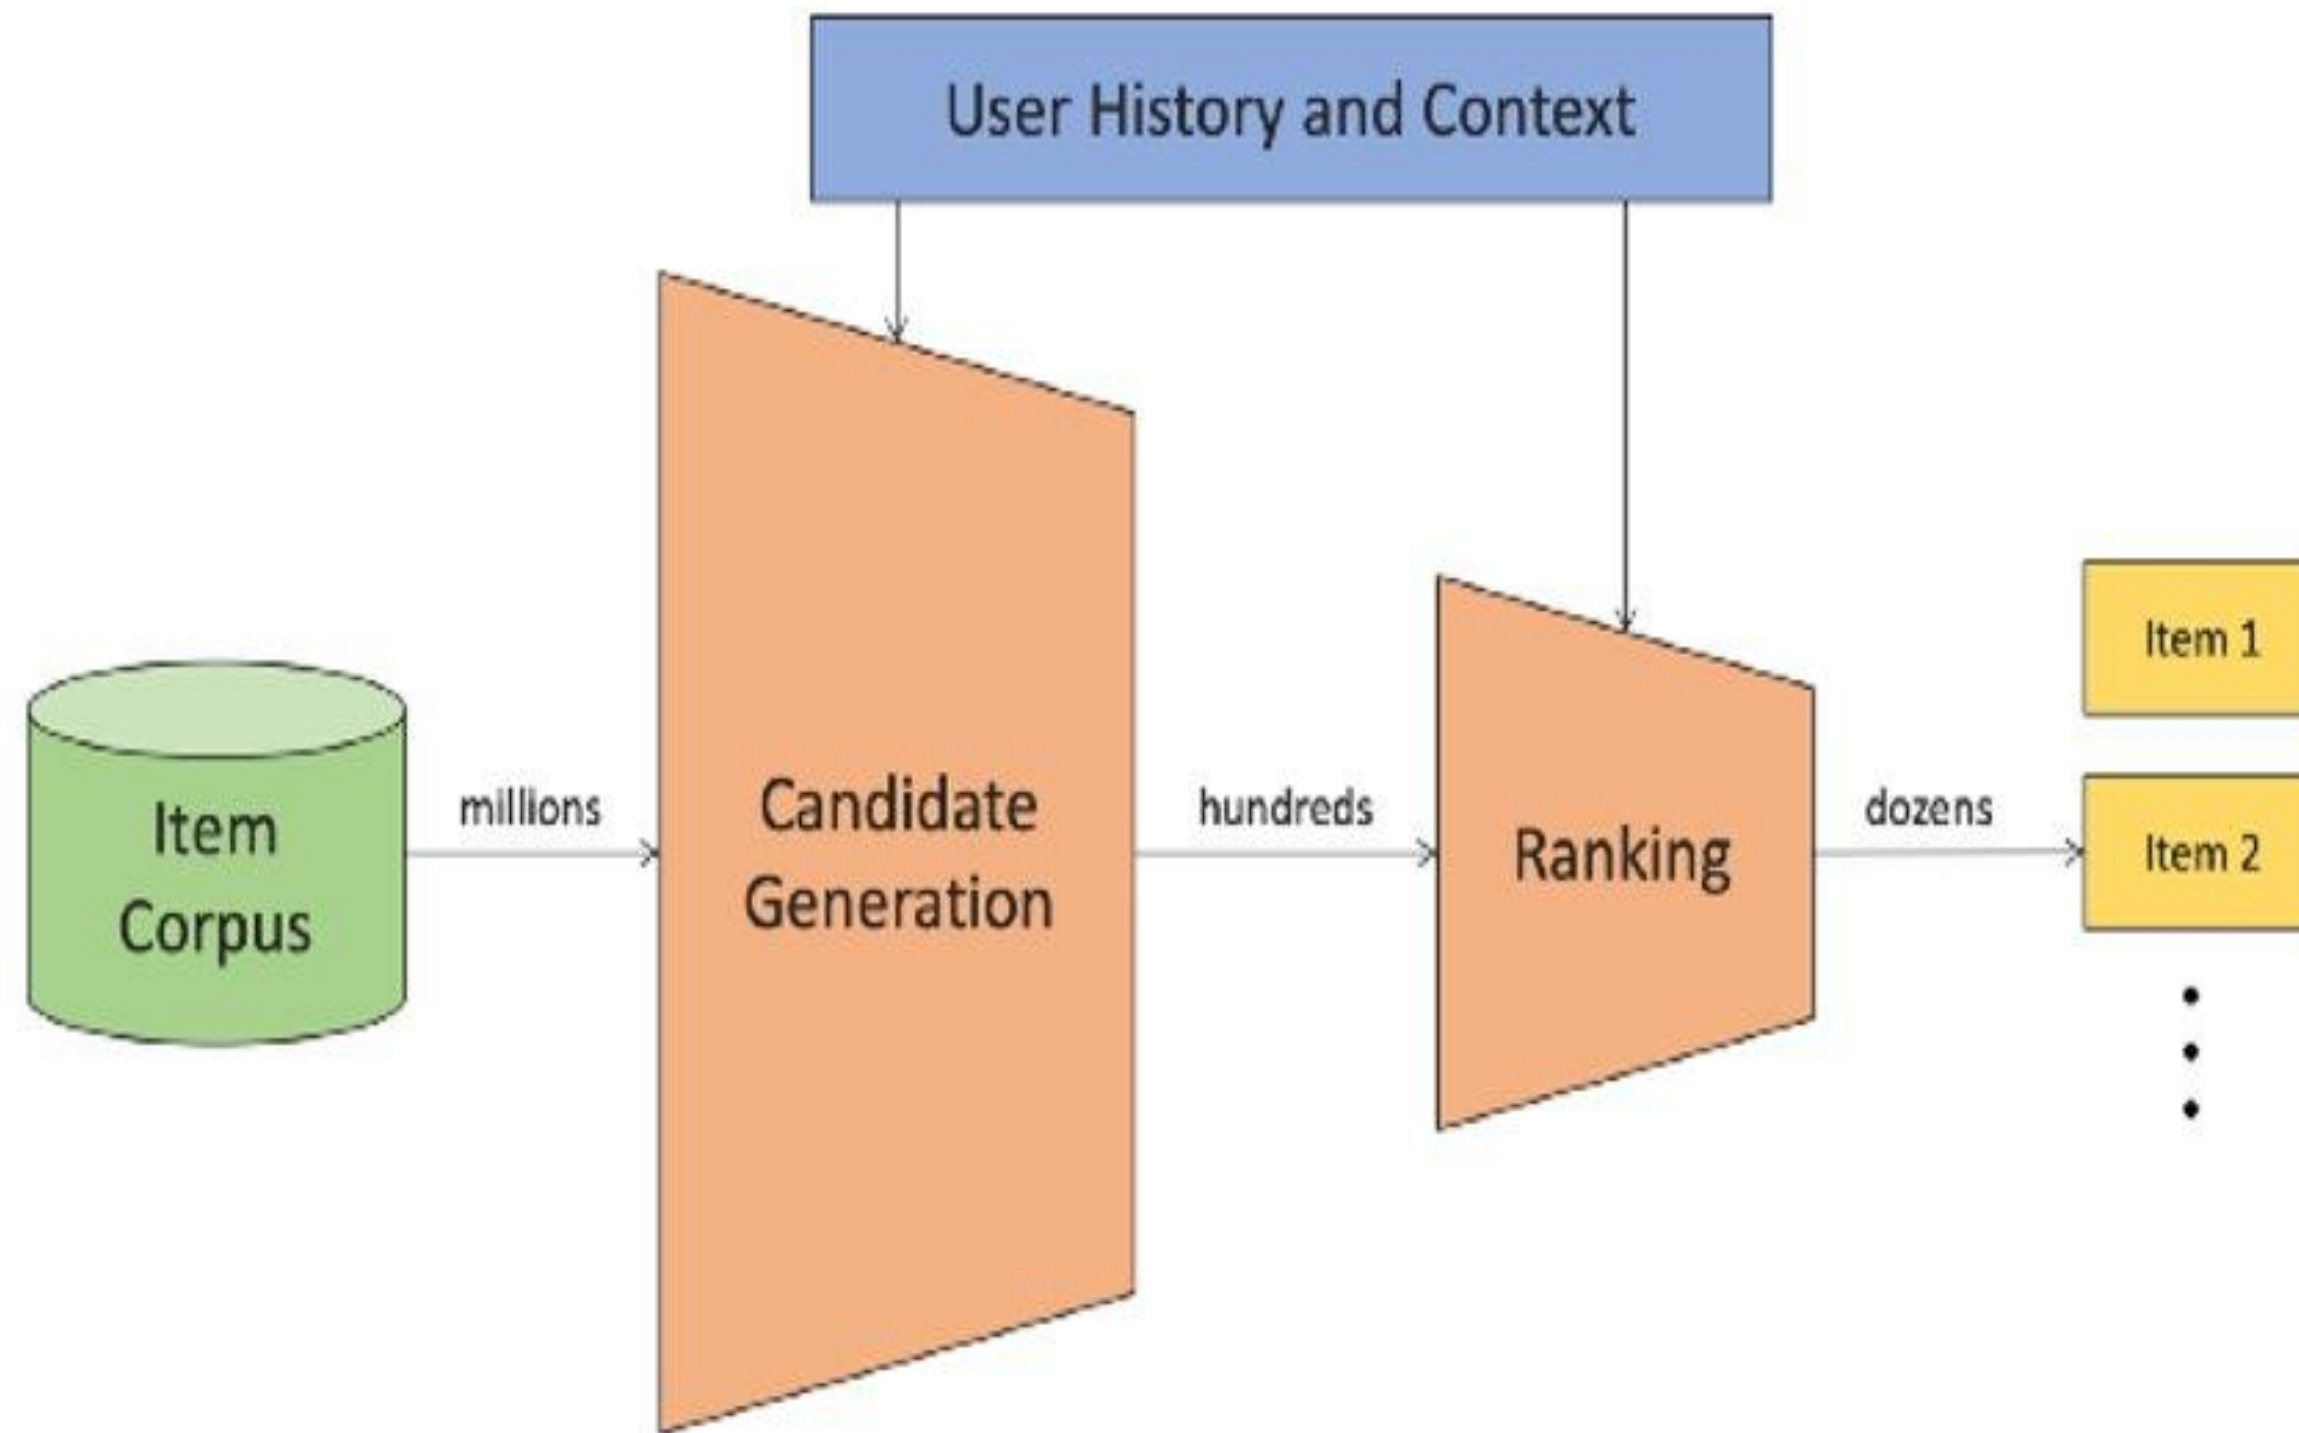 User History and Context
Item
Corpus
millions
Candidate
Generation
hundreds
Ranking
dozens
Item 1
Item 2